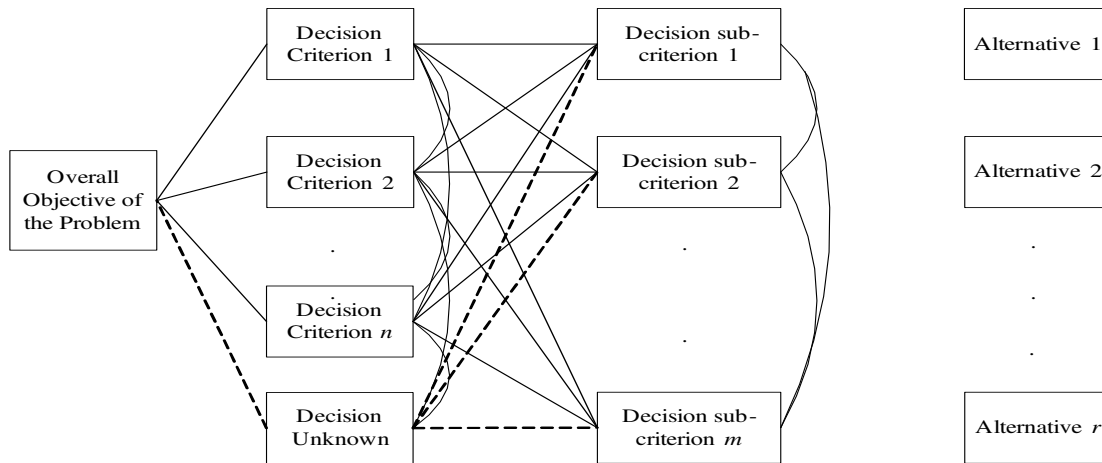 Overall
Objective of
the Problem
Decision
Criterion 1
Decision
Criterion 2
.
.
Decision
Criterion n
Decision
Unknown
Decision sub-
criterion 1
Decision sub-
criterion 2
.
.
Decision sub-
criterion m
Alternative 1
Alternative 2
.
.
.
Alternative r